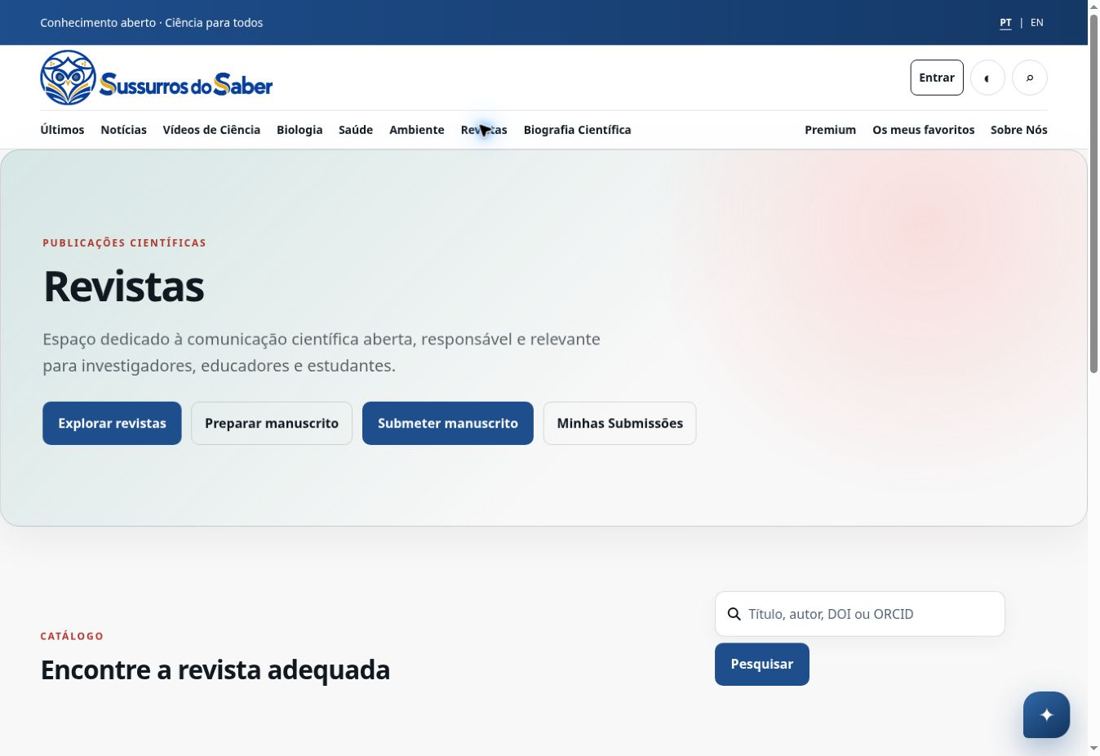 Conhecimento aberto · Ciência para todos
PT | EN
Sussurros do Saber
Entrar
Últimos Notícias Vídeos de Ciência Biologia Saúde Ambiente Revistas Biografia Científica Premium Os meus favoritos Sobre Nós
PUBLICAÇÕES CIENTÍFICAS
Revistas
Espaço dedicado à comunicação científica aberta, responsável e relevante
para investigadores, educadores e estudantes.
Explorar revistas Preparar manuscrito Submeter manuscrito Minhas Submissões
Título, autor, DOI ou ORCID
CATÁLOGO
Pesquisar
Encontre a revista adequada